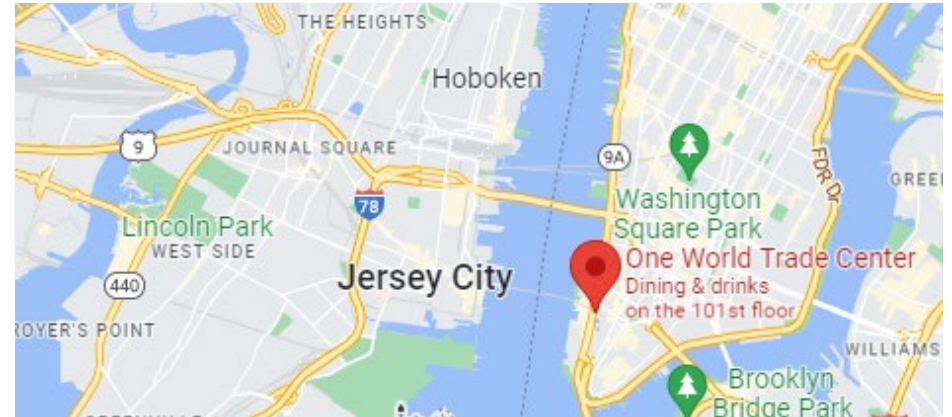 THE HEIGHTS
Hoboken
9
JOURNAL SQUARE
9A
FDR Dr
78
Washington
Square Park
Lincoln Park
WEST SIDE
One World Trade Center
Dining & drinks
on the 101st floor
Jersey City
440
ROYER'S POINT
WILLIAMS
Brooklyn
Bridge Park